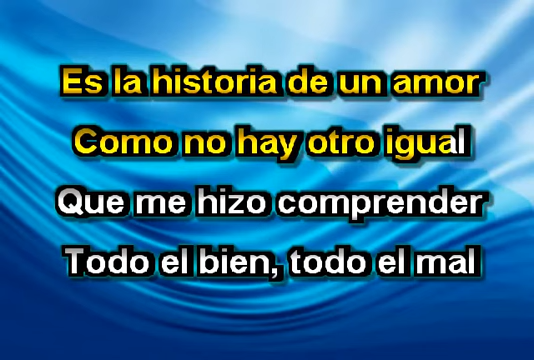 Es la historia de un amor
Como no hay otro igual
Que me hizo comprender
Todo el bien, todo el mal